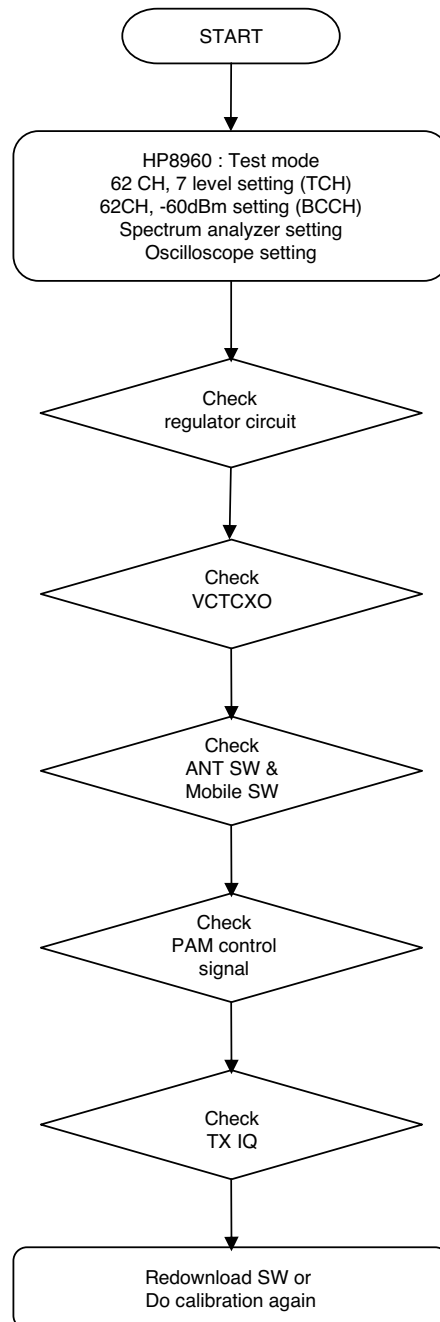 START
HP8960 : Test mode
62 CH, 7 level setting (TCH)
62CH, -60dBm setting (BCCH)
Spectrum analyzer setting
Oscilloscope setting
Check
regulator circuit
Check
VCTCXO
Check
ANT SW &
Mobile SW
Check
PAM control
signal
Check
TX IQ
Redownload SW or
Do calibration again